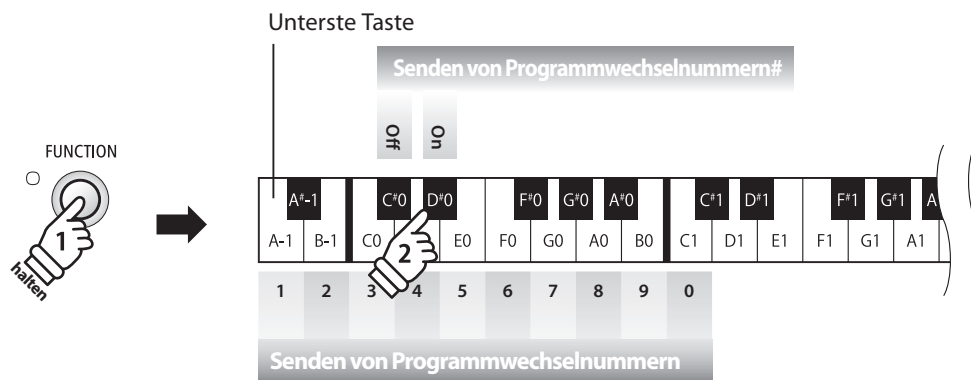 Unterste Taste
Senden von Programmwechselnummern#
Off On
FUNCTION
1
halten
A#-1 C#0 D#0 F#0 G#0 A#0 C#1 D#1 F#1 G#1 A
2
A-1 B-1 C0 E0 F0 G0 A0 B0 C1 D1 E1 F1 G1 A1
1 2 3 4 5 6 7 8 9 0
Senden von Programmwechselnummern